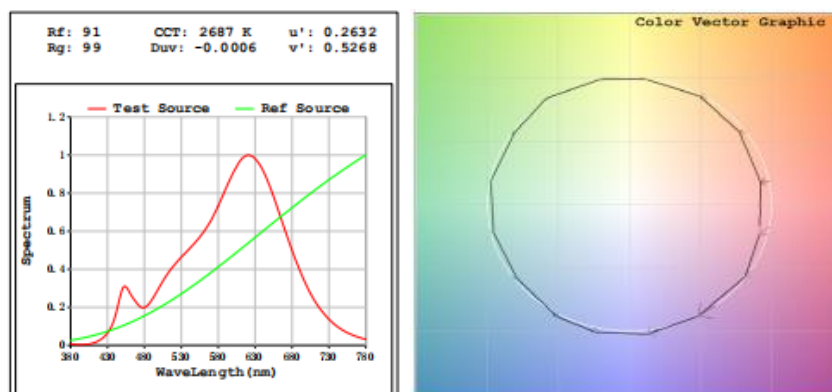 Rf: 91 CCT: 2687 K u': 0.2632
Rg: 99 Duv: -0.0006 v': 0.5268
Test Source Ref Source
1.2
1
0.8
0.6
0.4
0.2
0
Spectrum
380 430 480 530 580 630 680 730 780
WaveLength(nm)
Color Vector Graphic